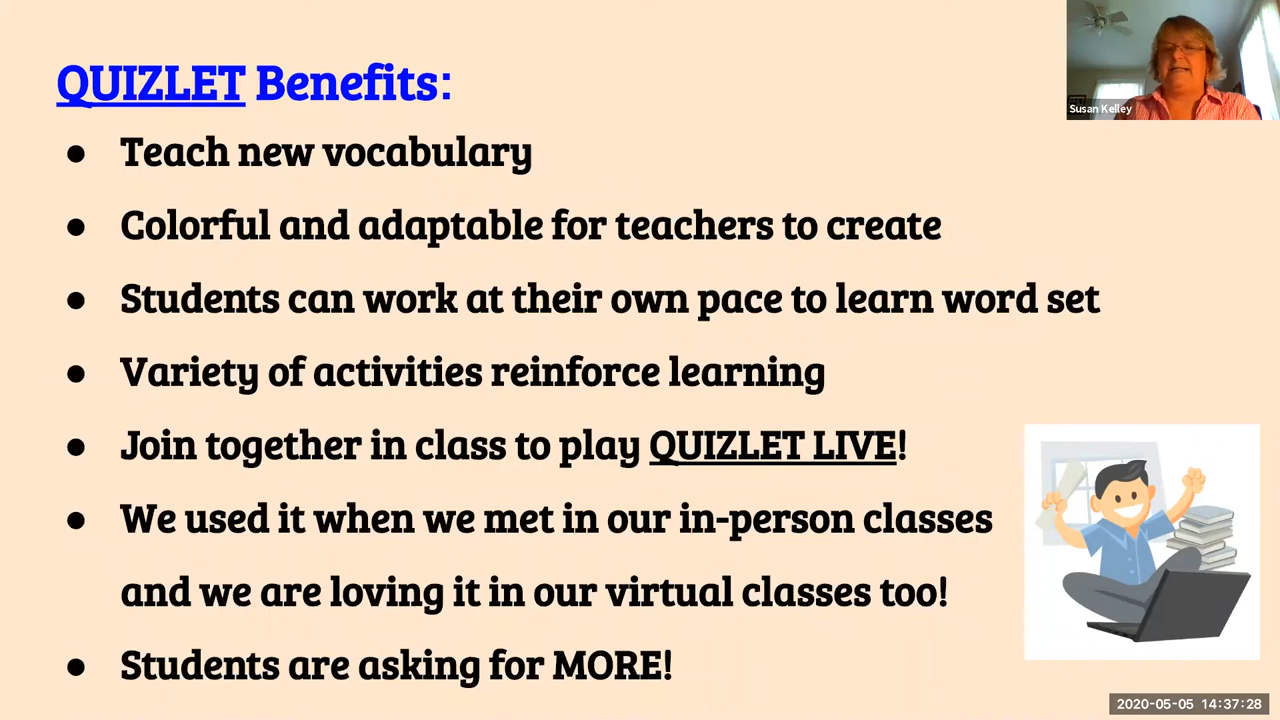 QUIZLET Benefits:
● Teach new vocabulary
● Colorful and adaptable for teachers to create
● Students can work at their own pace to learn word set
● Variety of activities reinforce learning
● Join together in class to play QUIZLET LIVE!
● We used it when we met in our in-person classes
and we are loving it in our virtual classes too!
● Students are asking for MORE!
Susan Kelley
2020-05-05 14:37:28